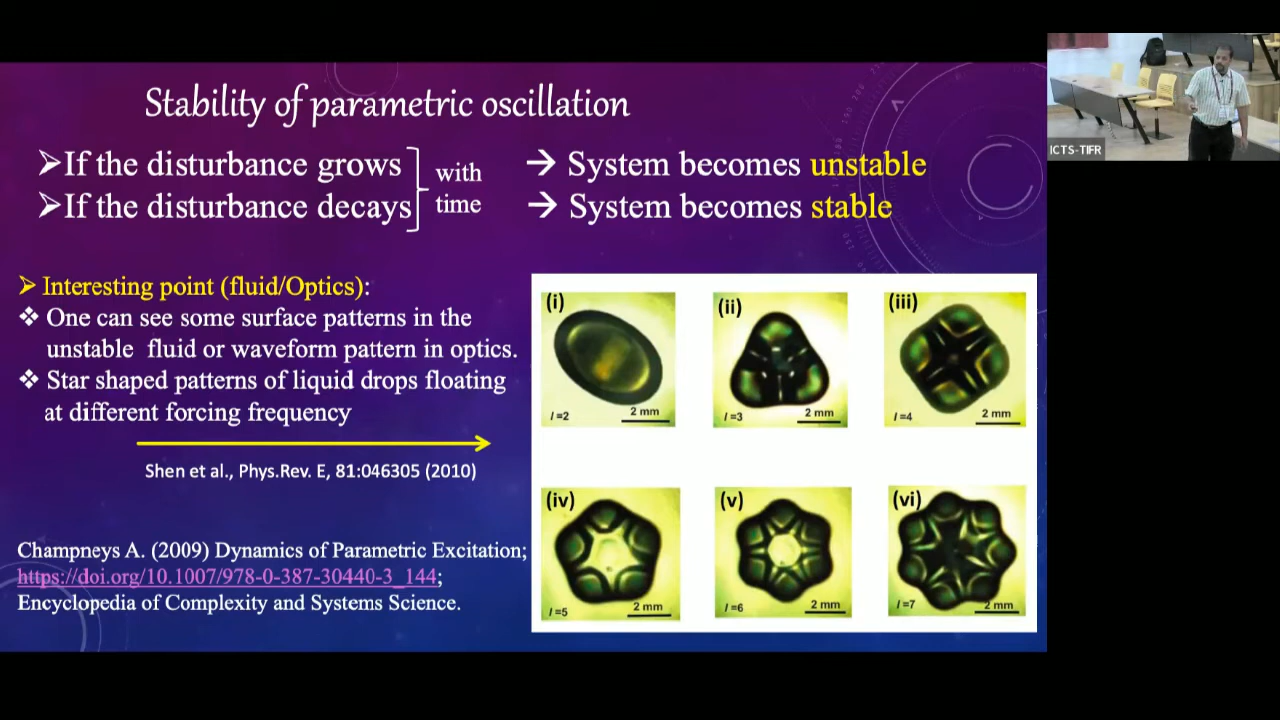 Stability of parametric oscillation
➢If the disturbance grows
➢If the disturbance decays
with
time
→ System becomes unstable
→ System becomes stable
➢ Interesting point (fluid/Optics):
❖ One can see some surface patterns in the
unstable fluid or waveform pattern in optics.
❖ Star shaped patterns of liquid drops floating
at different forcing frequency
Shen et al., Phys.Rev. E, 81:046305 (2010)
Champneys A. (2009) Dynamics of Parametric Excitation;
https://doi.org/10.1007/978-0-387-30440-3_144;
Encyclopedia of Complexity and Systems Science.
(i)
l=2
2 mm
(ii)
l=3
2 mm
(iii)
l=4
2 mm
(iv)
l=5
2 mm
(v)
l=6
2 mm
(vi)
l=7
2 mm
ICTS-TIFR